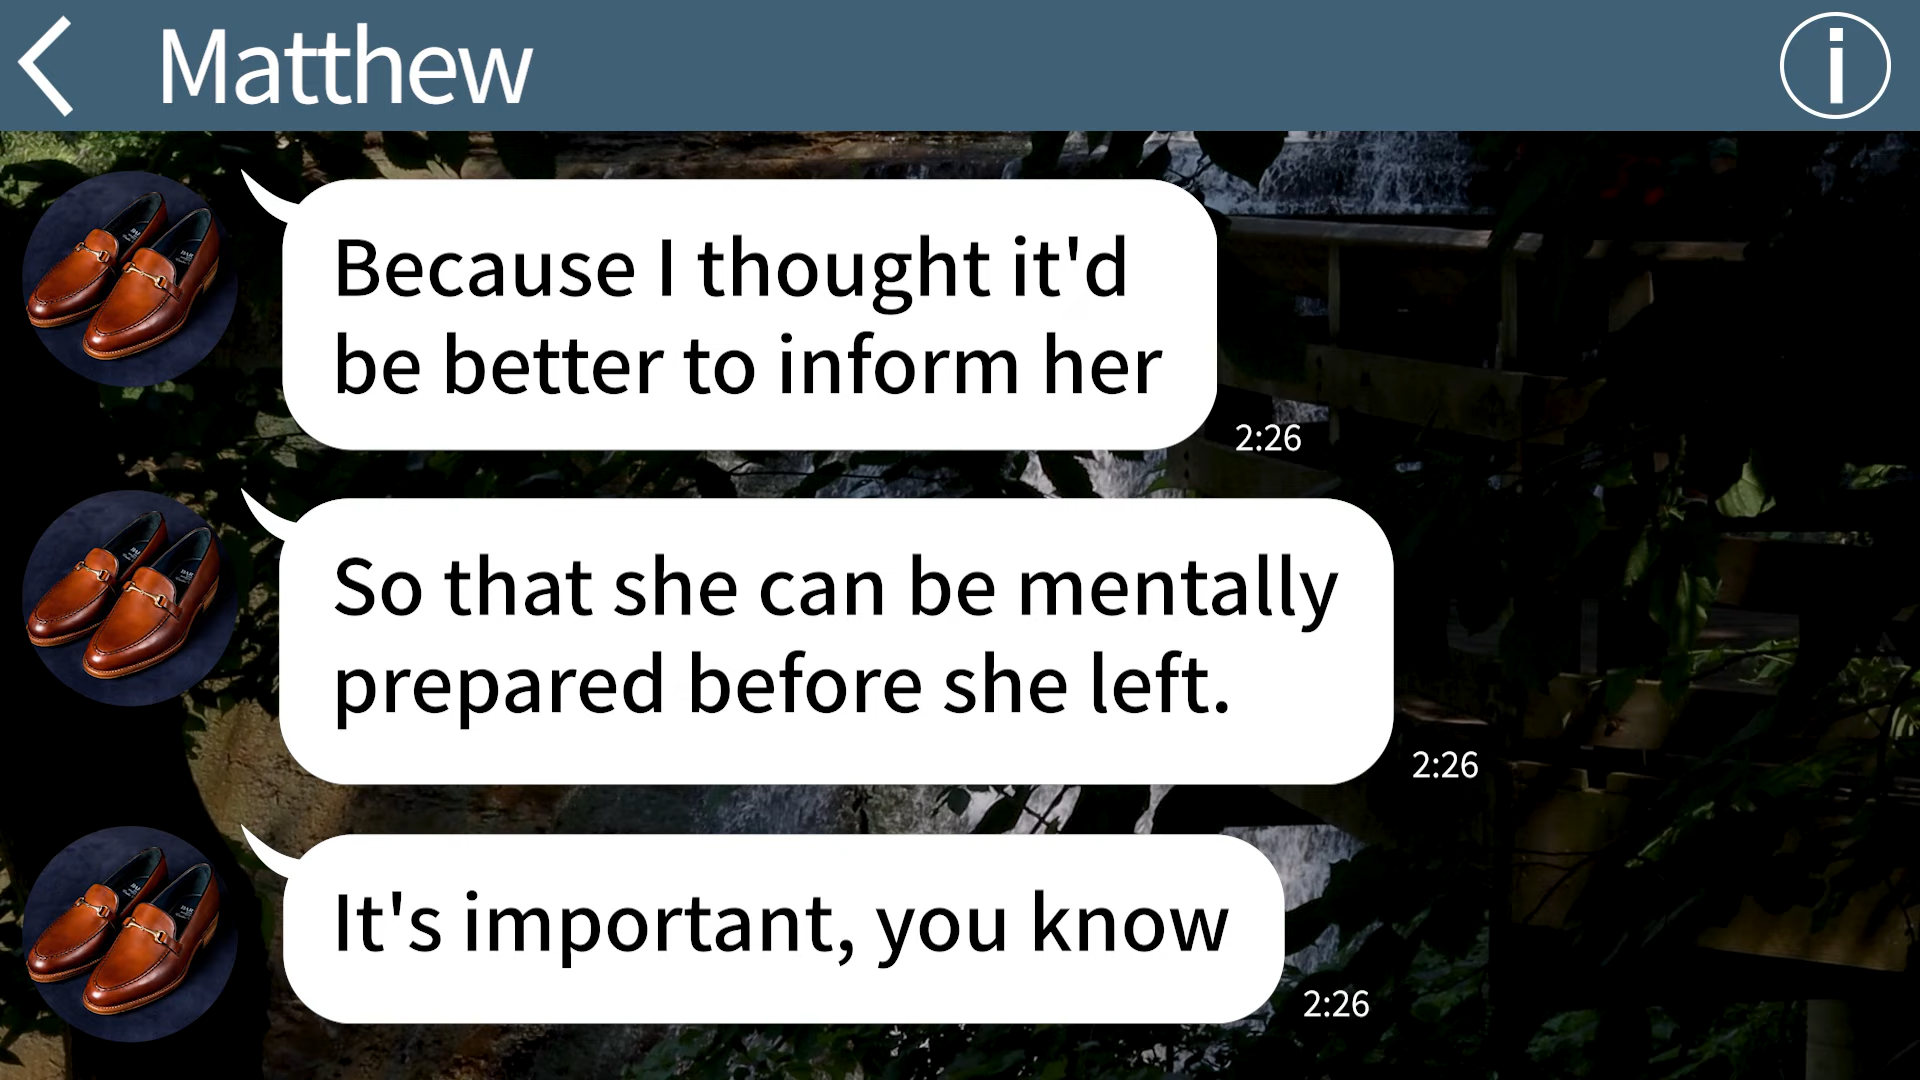 Matthew
Because I thought it'd
be better to inform her
2:26
So that she can be mentally
prepared before she left.
2:26
It's important, you know
2:26